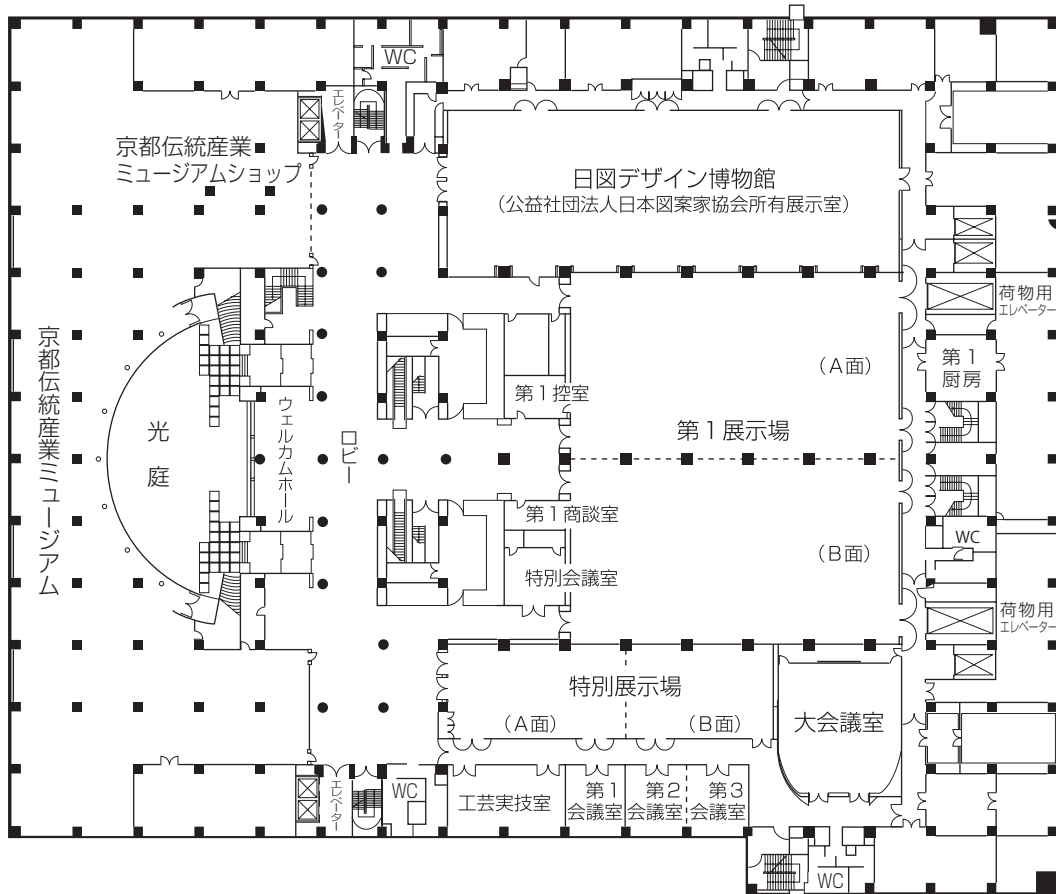 WC
エレベーター
京都伝統産業
ミュージアムショップ
日図デザイン博物館
（公益社団法人日本図案家協会所有展示室）
荷物用
エレベーター
京都伝統産業ミュージアム
光庭
ウェルカムホール
ロビー
第1控室
（A面）
第1
厨房
第1展示場
第1商談室
（B面）
特別会議室
WC
荷物用
エレベーター
特別展示場
（A面）
（B面）
大会議室
エレベーター
WC
工芸実技室
第1
会議室
第2
会議室
第3
会議室
WC